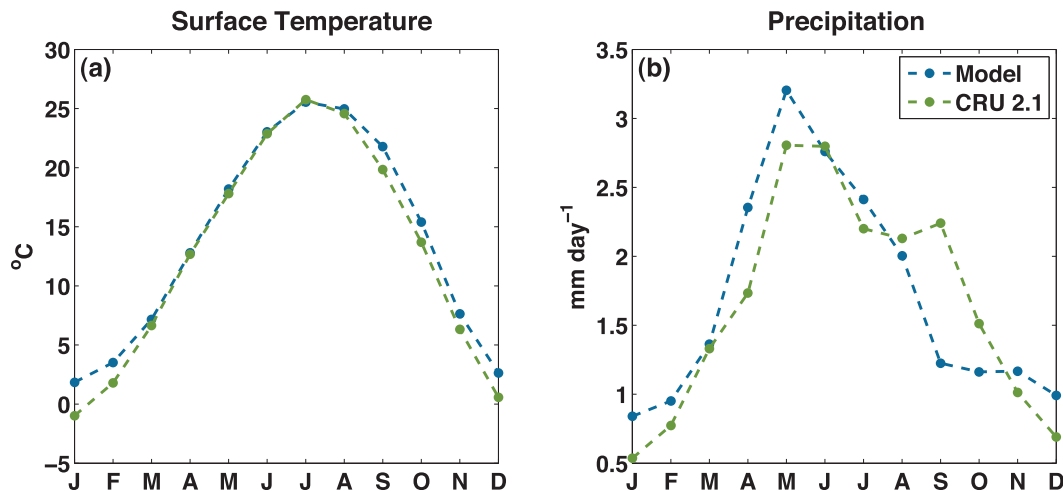 Surface Temperature
(a)
30
25
20
15
10
5
0
−5
°C
J F M A M J J A S O N D
Precipitation
(b)
Model
CRU 2.1
3.5
3
2.5
2
1.5
1
0.5
mm day⁻¹
J F M A M J J A S O N D